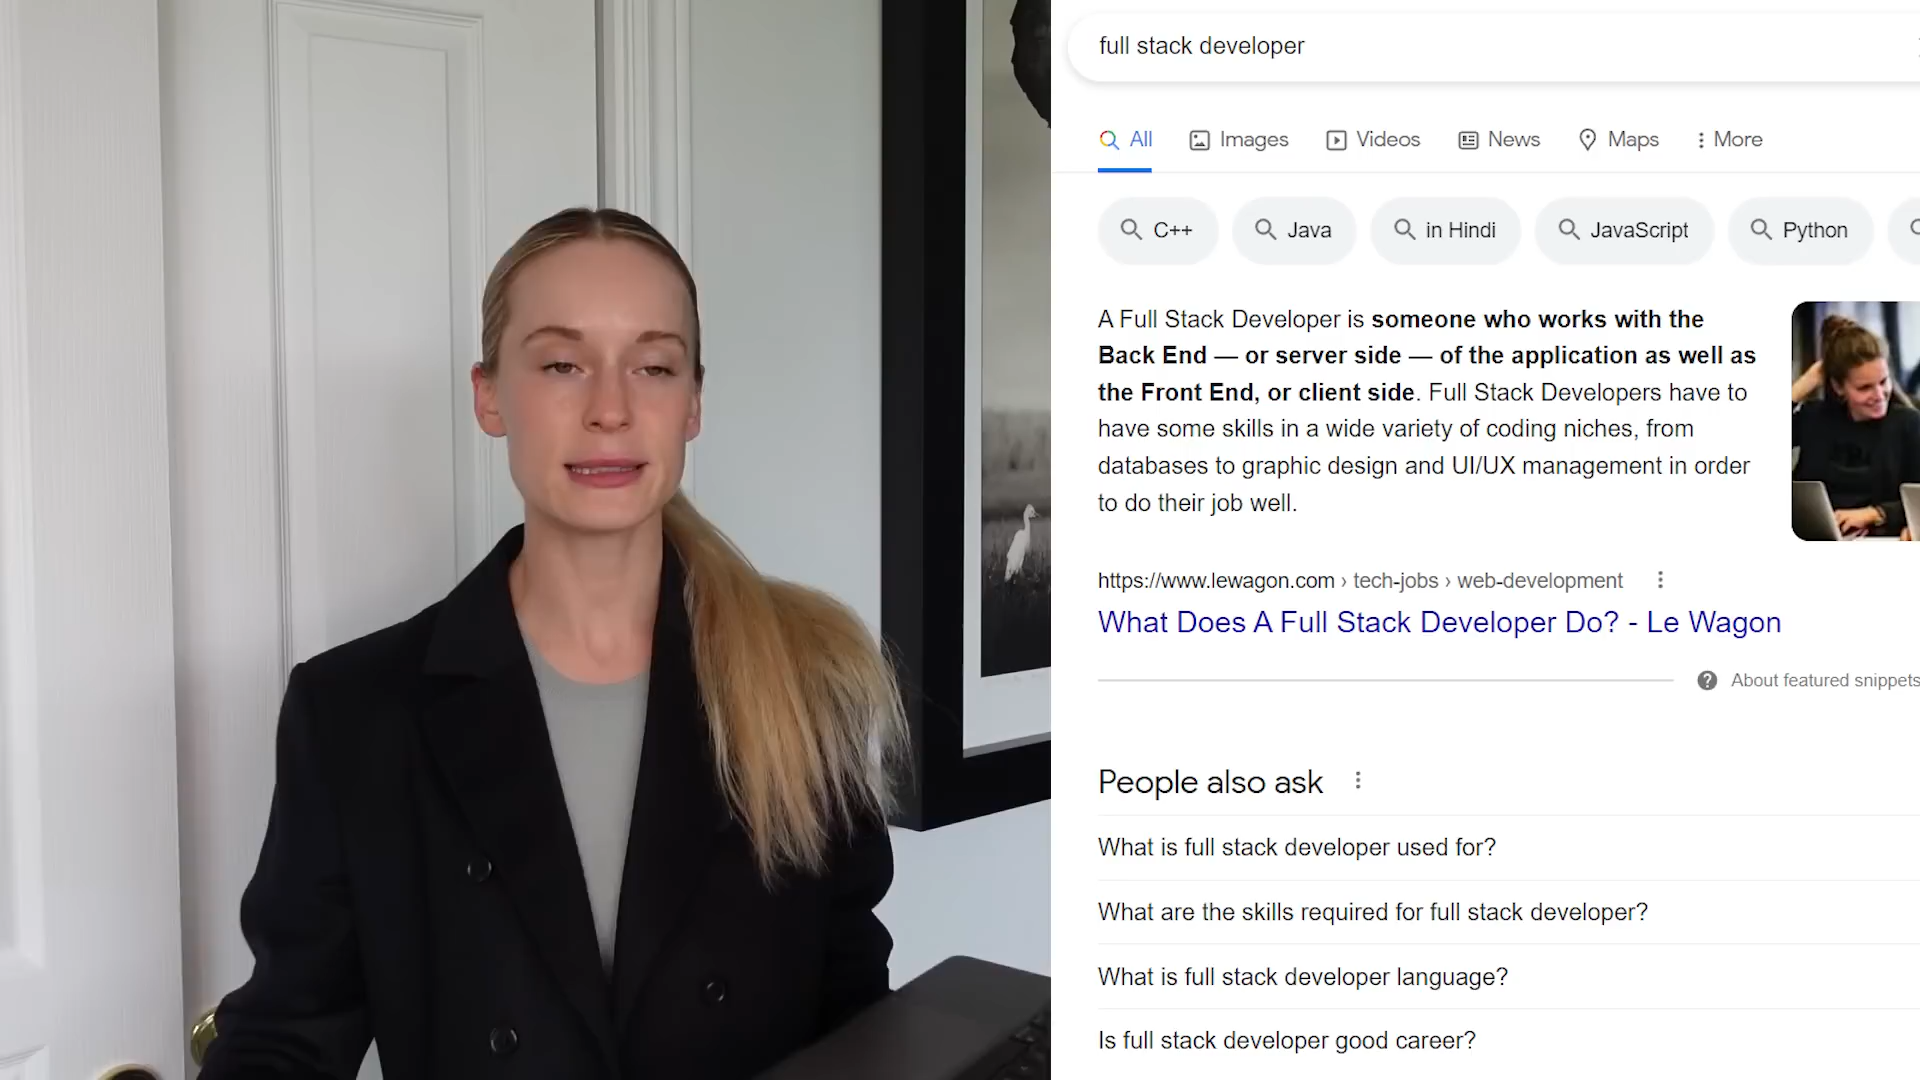 full stack developer
All Images Videos News Maps More
C++ Java in Hindi JavaScript Python
A Full Stack Developer is someone who works with the
Back End — or server side — of the application as well as
the Front End, or client side. Full Stack Developers have to
have some skills in a wide variety of coding niches, from
databases to graphic design and UI/UX management in order
to do their job well.
https://www.lewagon.com › tech-jobs › web-development
What Does A Full Stack Developer Do? - Le Wagon
About featured snippets
People also ask
What is full stack developer used for?
What are the skills required for full stack developer?
What is full stack developer language?
Is full stack developer good career?